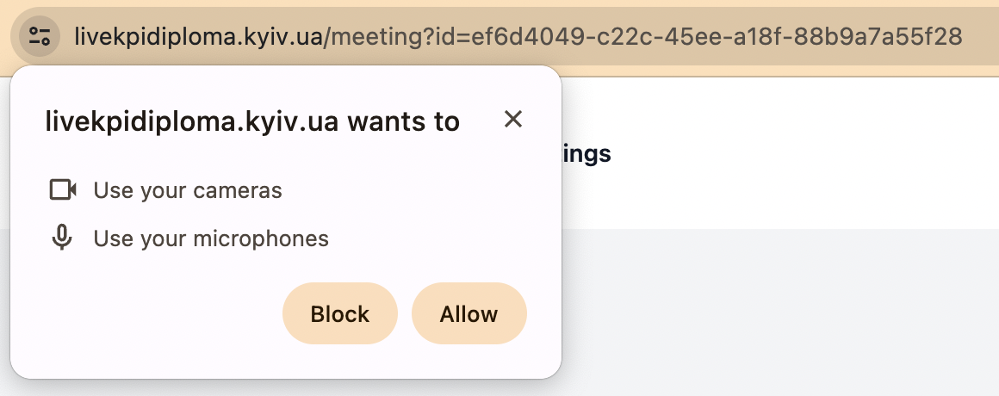 livekpidiploma.kyiv.ua/meeting?id=ef6d4049-c22c-45ee-a18f-88b9a7a55f28
livekpidiploma.kyiv.ua wants to
ings
Use your cameras
Use your microphones
Block Allow